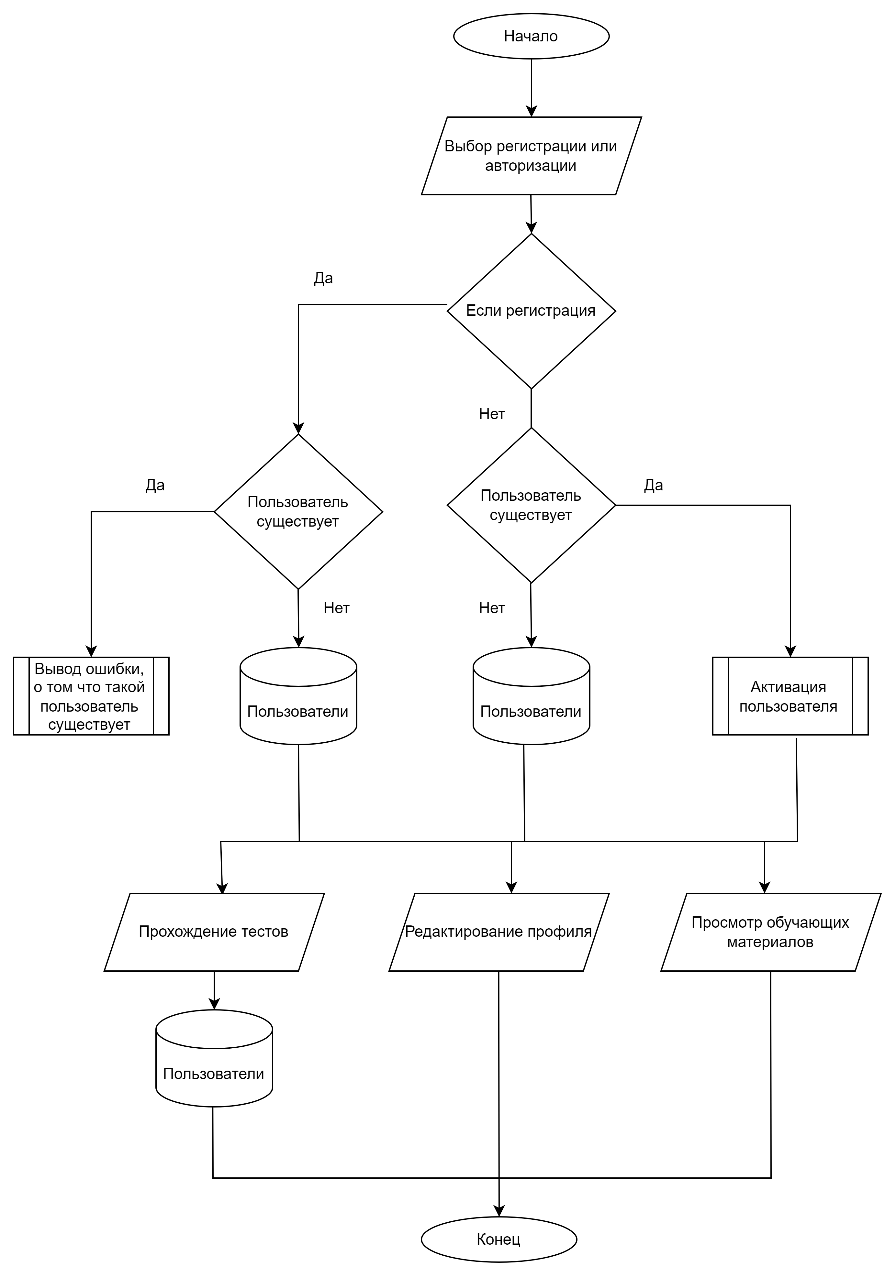 Начало
Выбор регистрации или
авторизации
Да
Если регистрация
Нет
Да
Пользователь
существует
Пользователь
существует
Да
Нет
Нет
Вывод ошибки,
о том что такой
пользователь
существует
Пользователи
Пользователи
Активация
пользователя
Прохождение тестов
Редактирование профиля
Просмотр обучающих
материалов
Пользователи
Конец